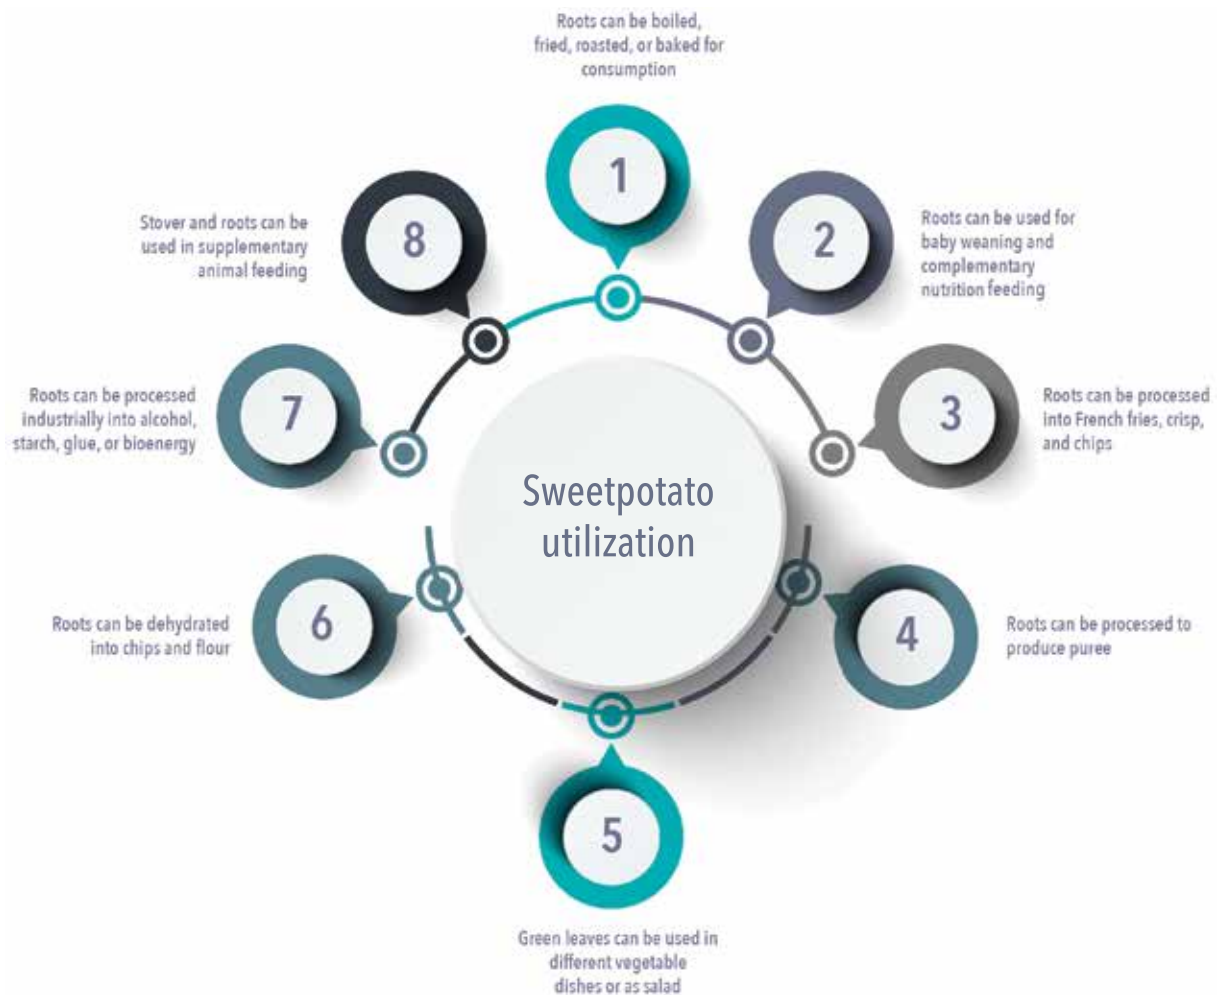 Roots can be boiled,
fried, roasted, or baked for
consumption
1
2
Roots can be used for
baby weaning and
complementary
nutrition feeding
3
Roots can be processed
into French fries, crisp,
and chips
4
Roots can be processed to
produce puree
5
Green leaves can be used in
different vegetable
dishes or as salad
6
Roots can be dehydrated
into chips and flour
7
Roots can be processed
industrially into alcohol,
starch, glue, or bioenergy
8
Stover and roots can be
used in supplementary
animal feeding
Sweetpotato
utilization